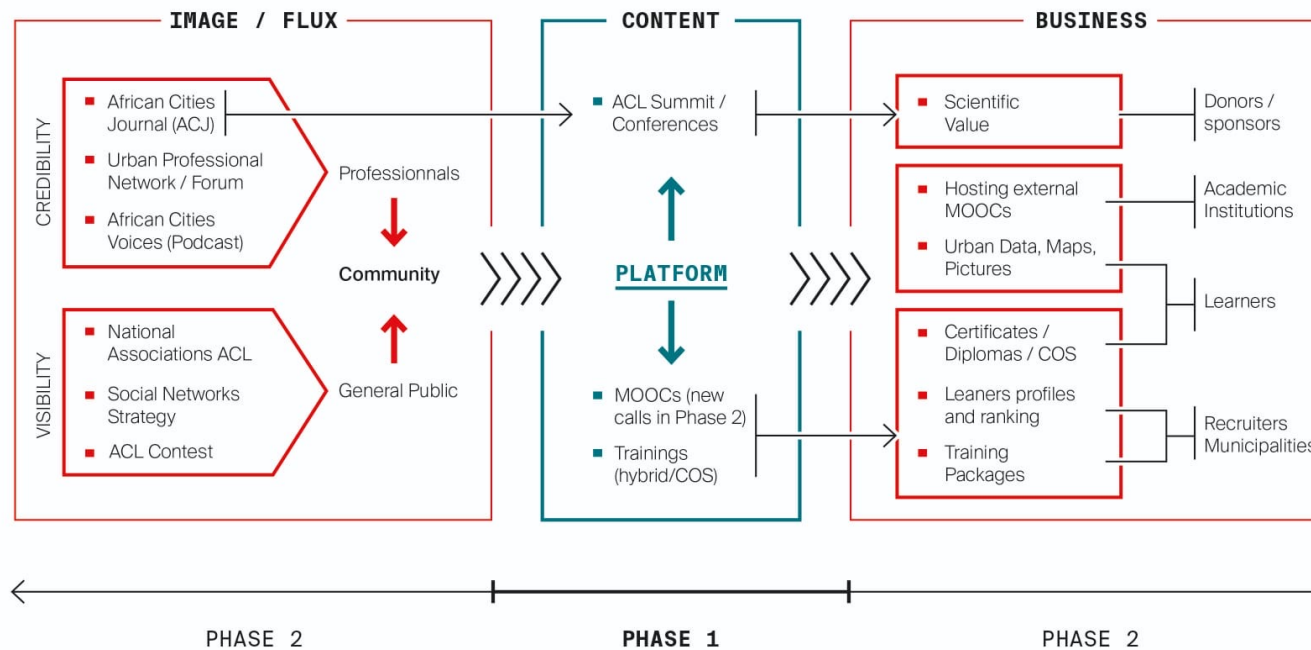 IMAGE / FLUX
CREDIBILITY
African Cities
Journal (ACJ)
Urban Professional
Network / Forum
African Cities
Voices (Podcast)
VISIBILITY
National
Associations ACL
Social Networks
Strategy
ACL Contest
Professionnals
Community
General Public
CONTENT
ACL Summit /
Conferences
PLATFORM
MOOCs (new
calls in Phase 2)
Trainings
(hybrid/COS)
BUSINESS
Scientific
Value
Hosting external
MOOCs
Urban Data, Maps,
Pictures
Certificates /
Diplomas / COS
Leaners profiles
and ranking
Training
Packages
Donors /
sponsors
Academic
Institutions
Learners
Recruiters
Municipalities
PHASE 2
PHASE 1
PHASE 2